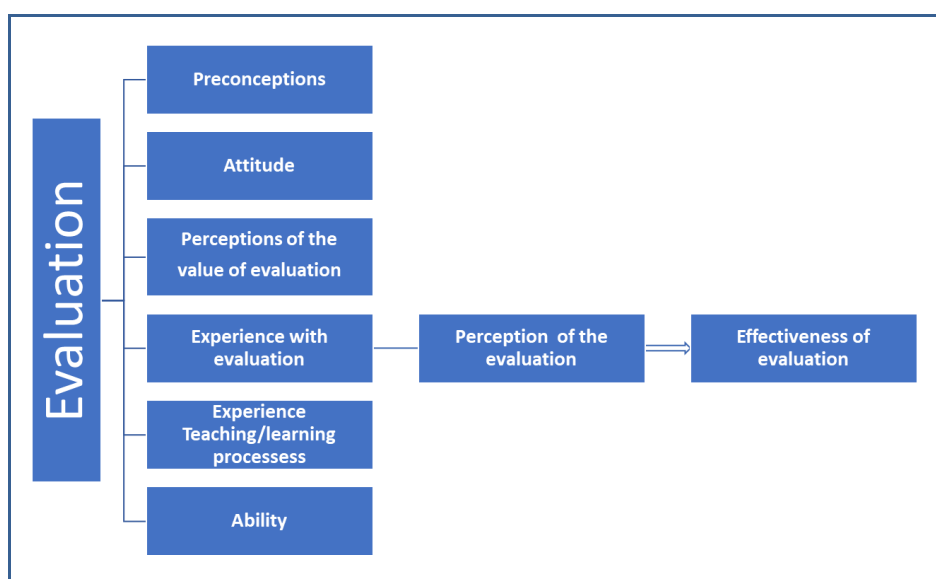 Evaluation
Preconceptions
Attitude
Perceptions of the
value of evaluation
Experience with
evaluation
Perception of the
evaluation
Effectiveness of
evaluation
Experience
Teaching/learning
processess
Ability